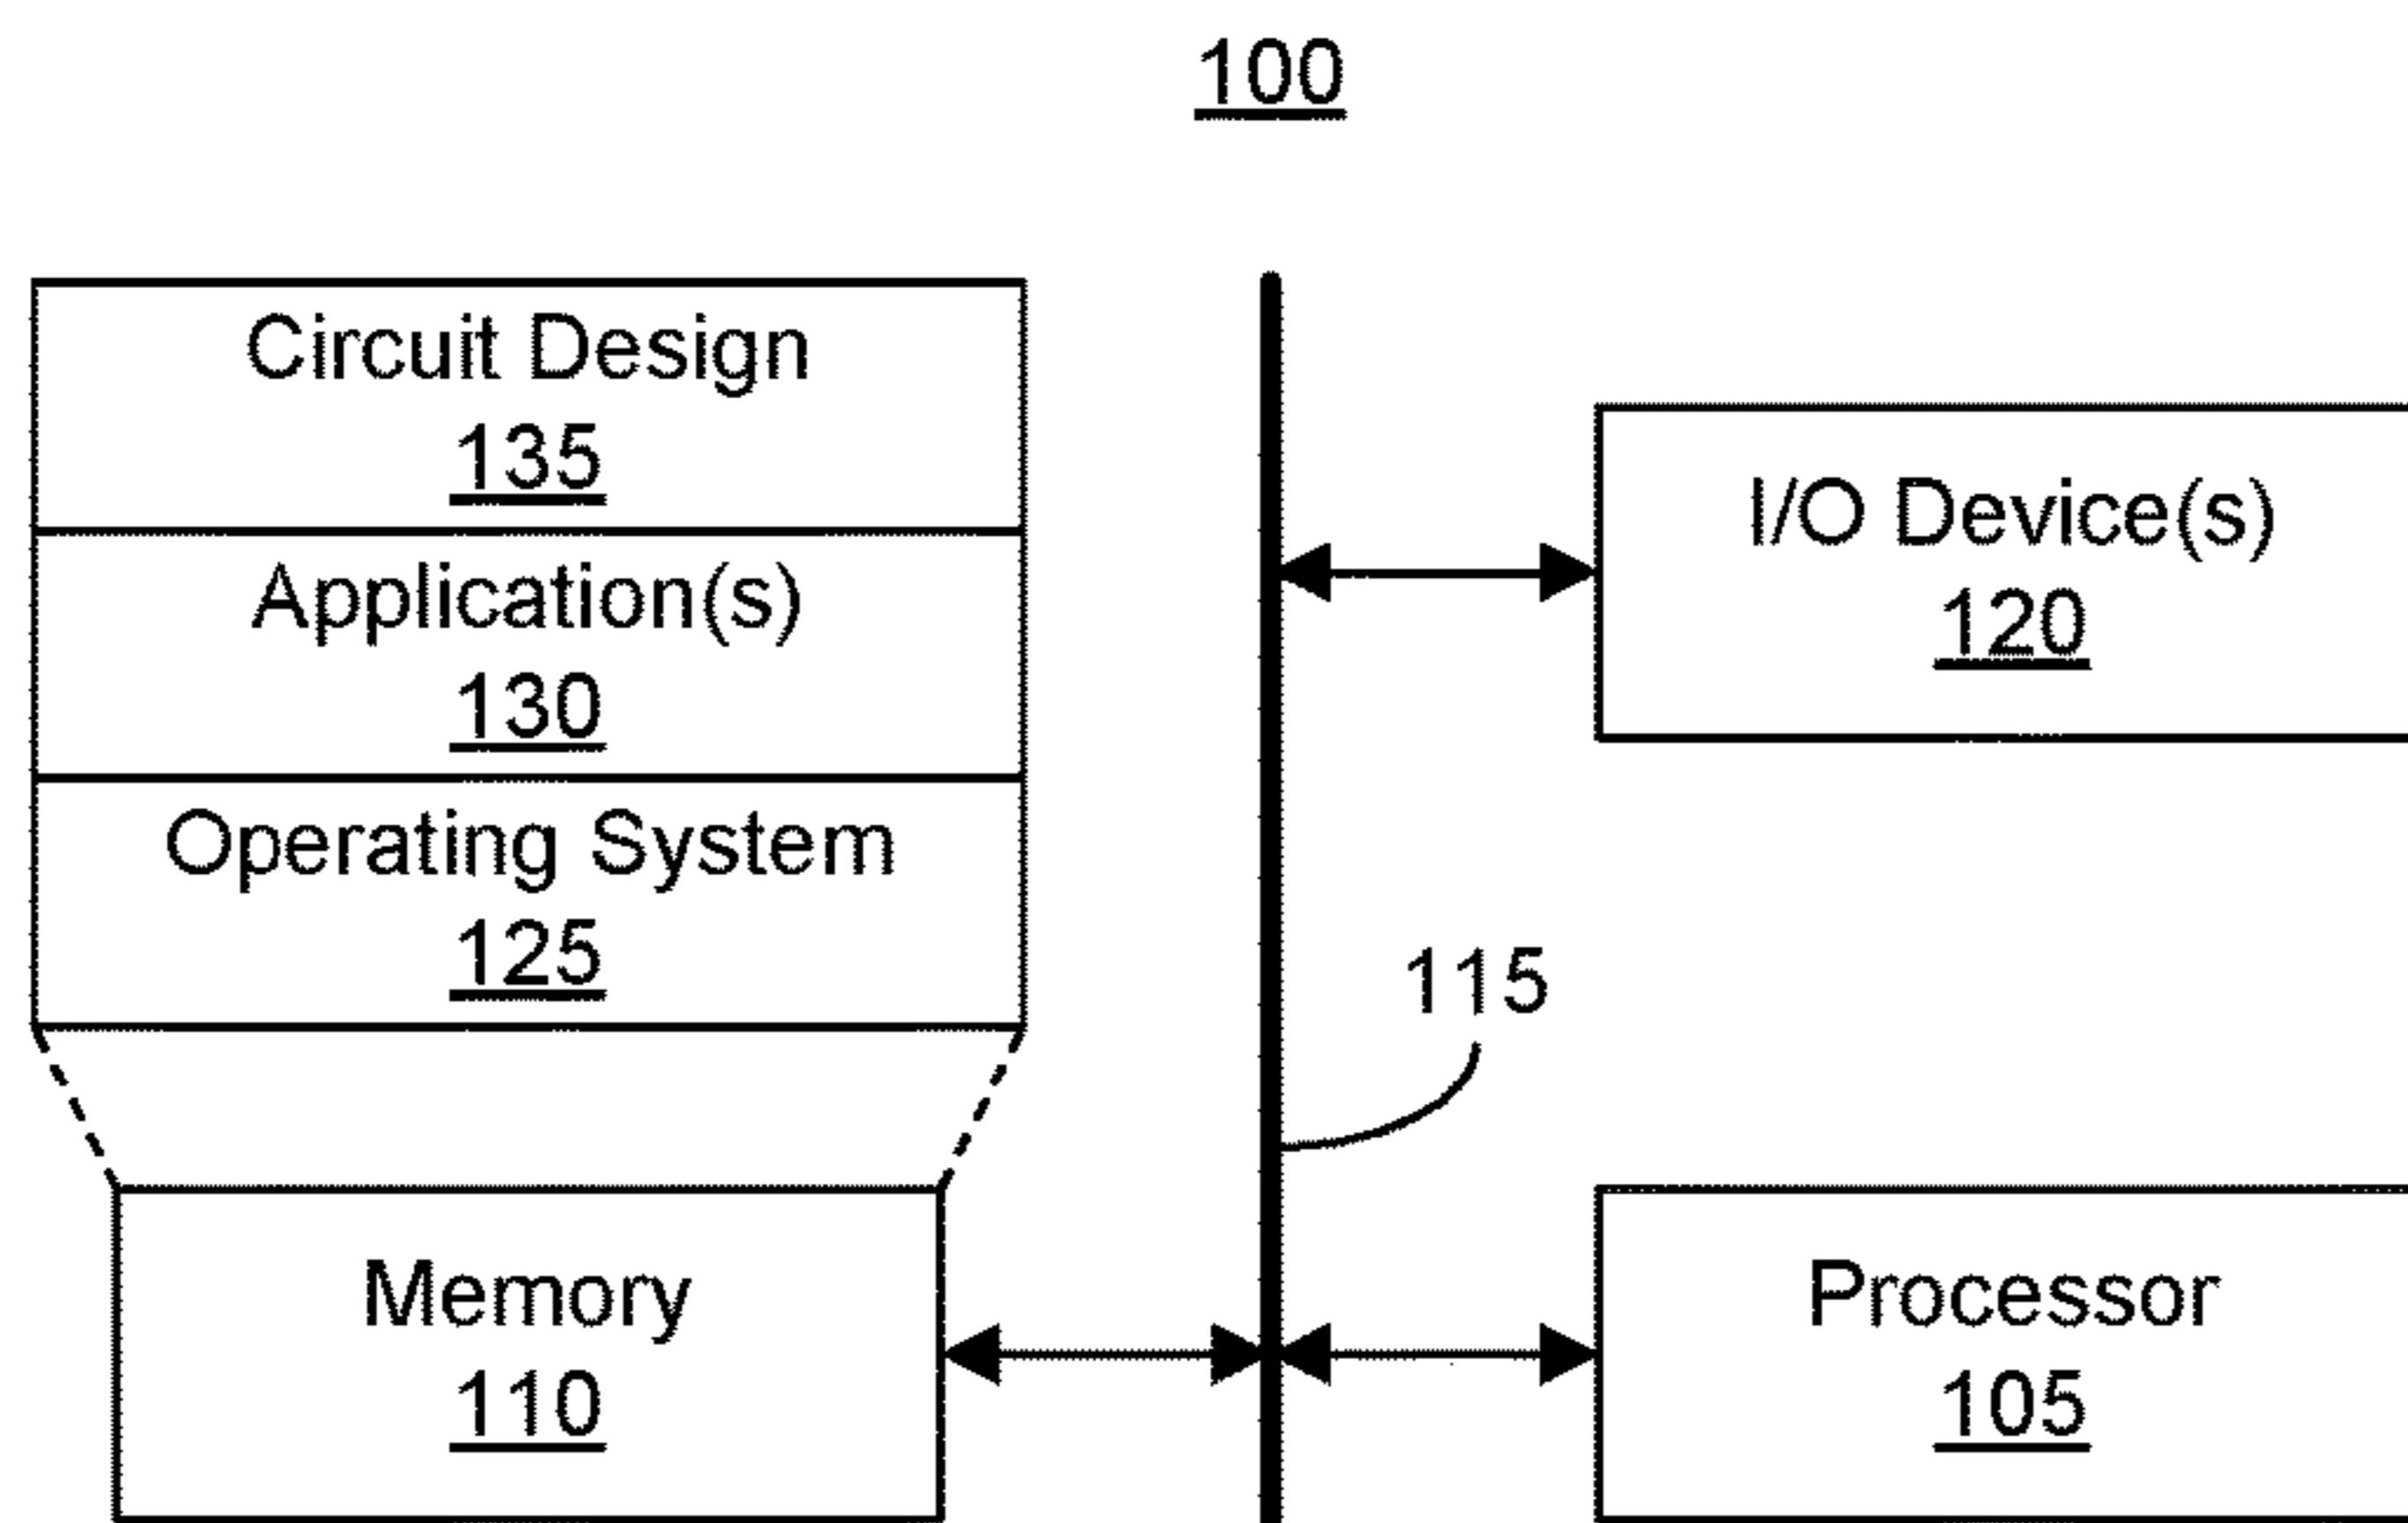 100
Circuit Design
135
Application(s)
130
Operating System
125
Memory
110
115
I/O Device(s)
120
Processor
105